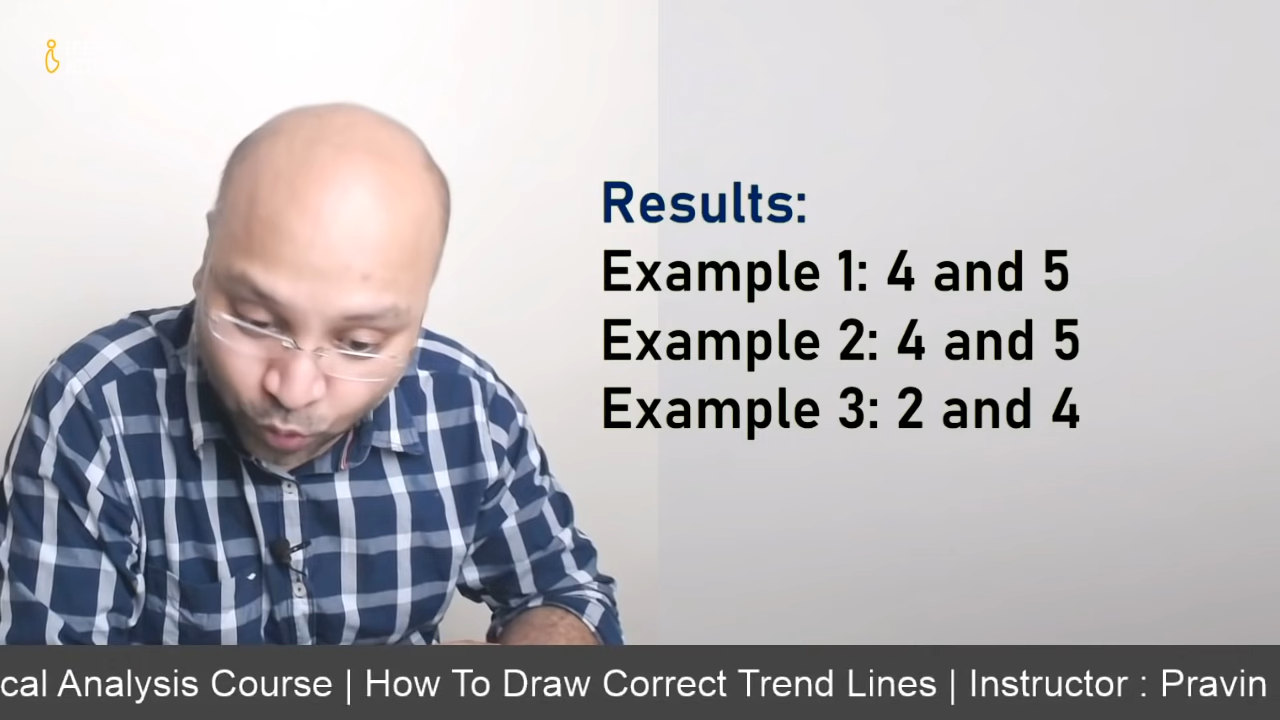 Results:
Example 1: 4 and 5
Example 2: 4 and 5
Example 3: 2 and 4
cal Analysis Course | How To Draw Correct Trend Lines | Instructor : Pravin